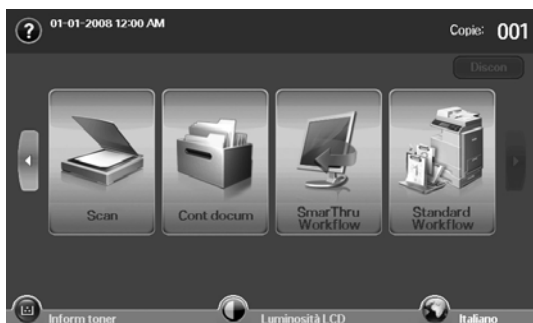 01-01-2008 12:00 AM
Copie: 001
Discon
Scan
Cont docum
SmarThru
Workflow
Standard
Workflow
Inform toner
Luminosità LCD
Italiano